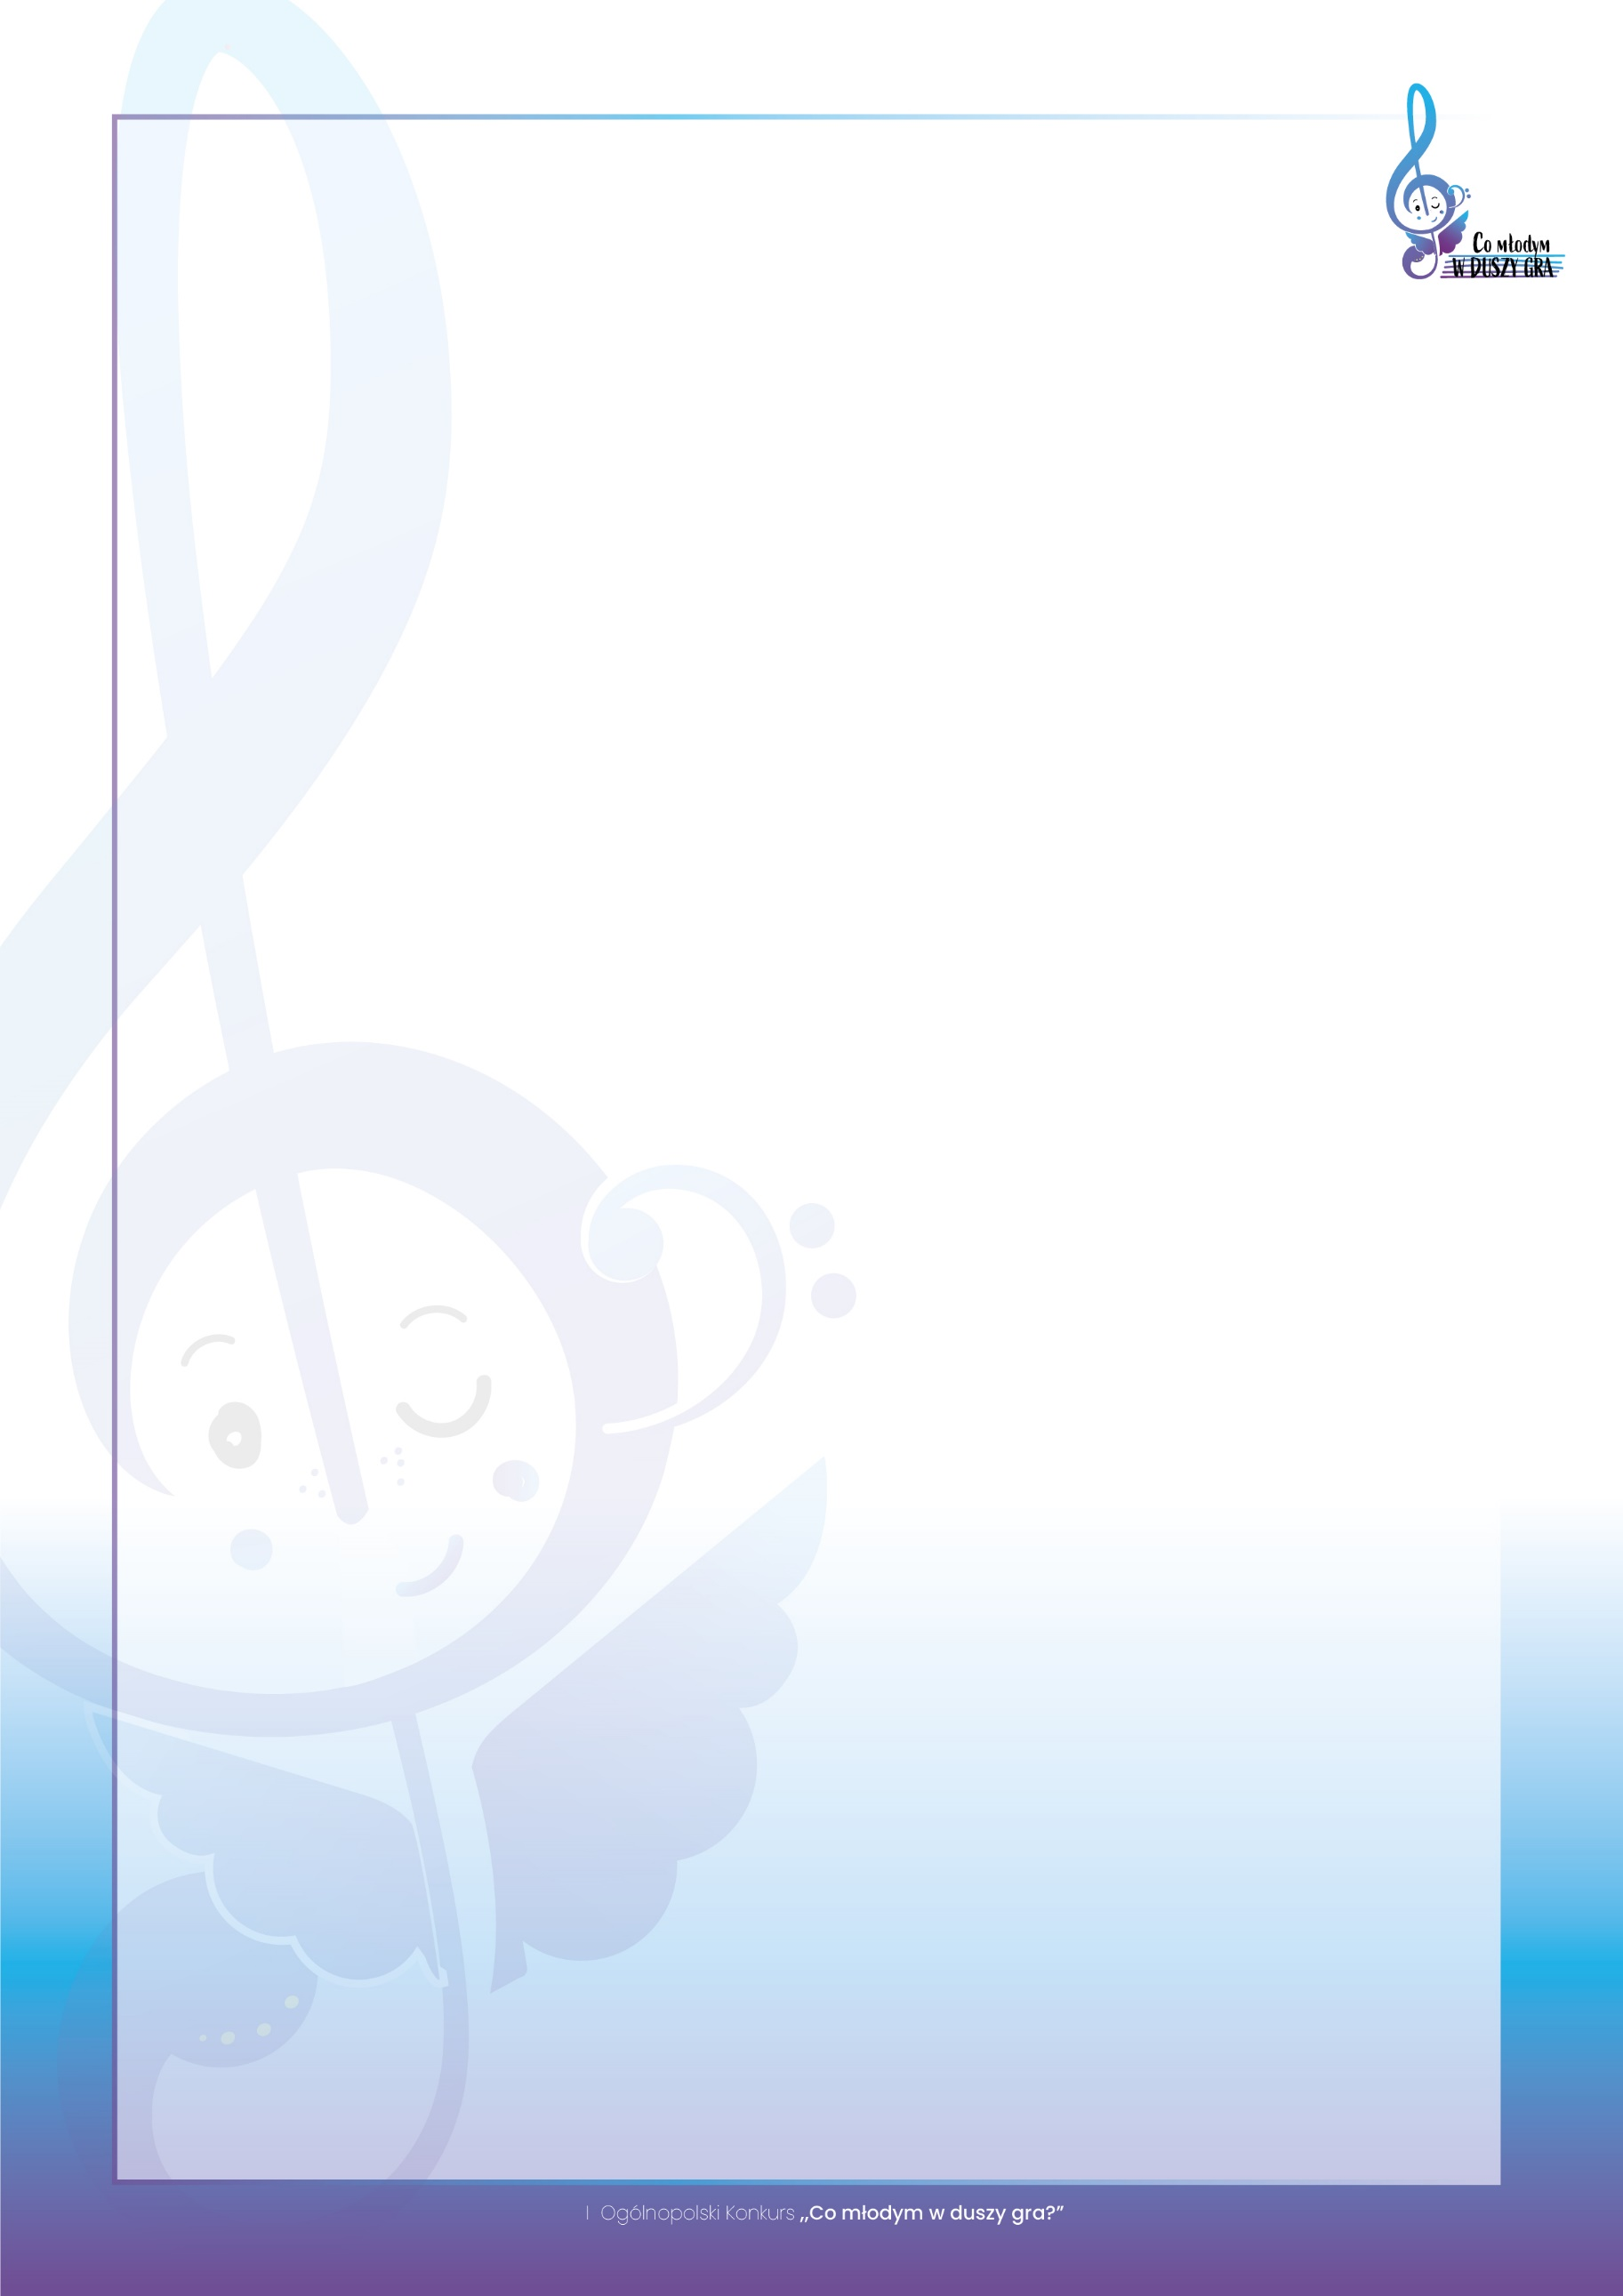 Co młodym
W DUSZY GRA
I Ogólnopolski Konkurs ,,Co młodym w duszy gra?”